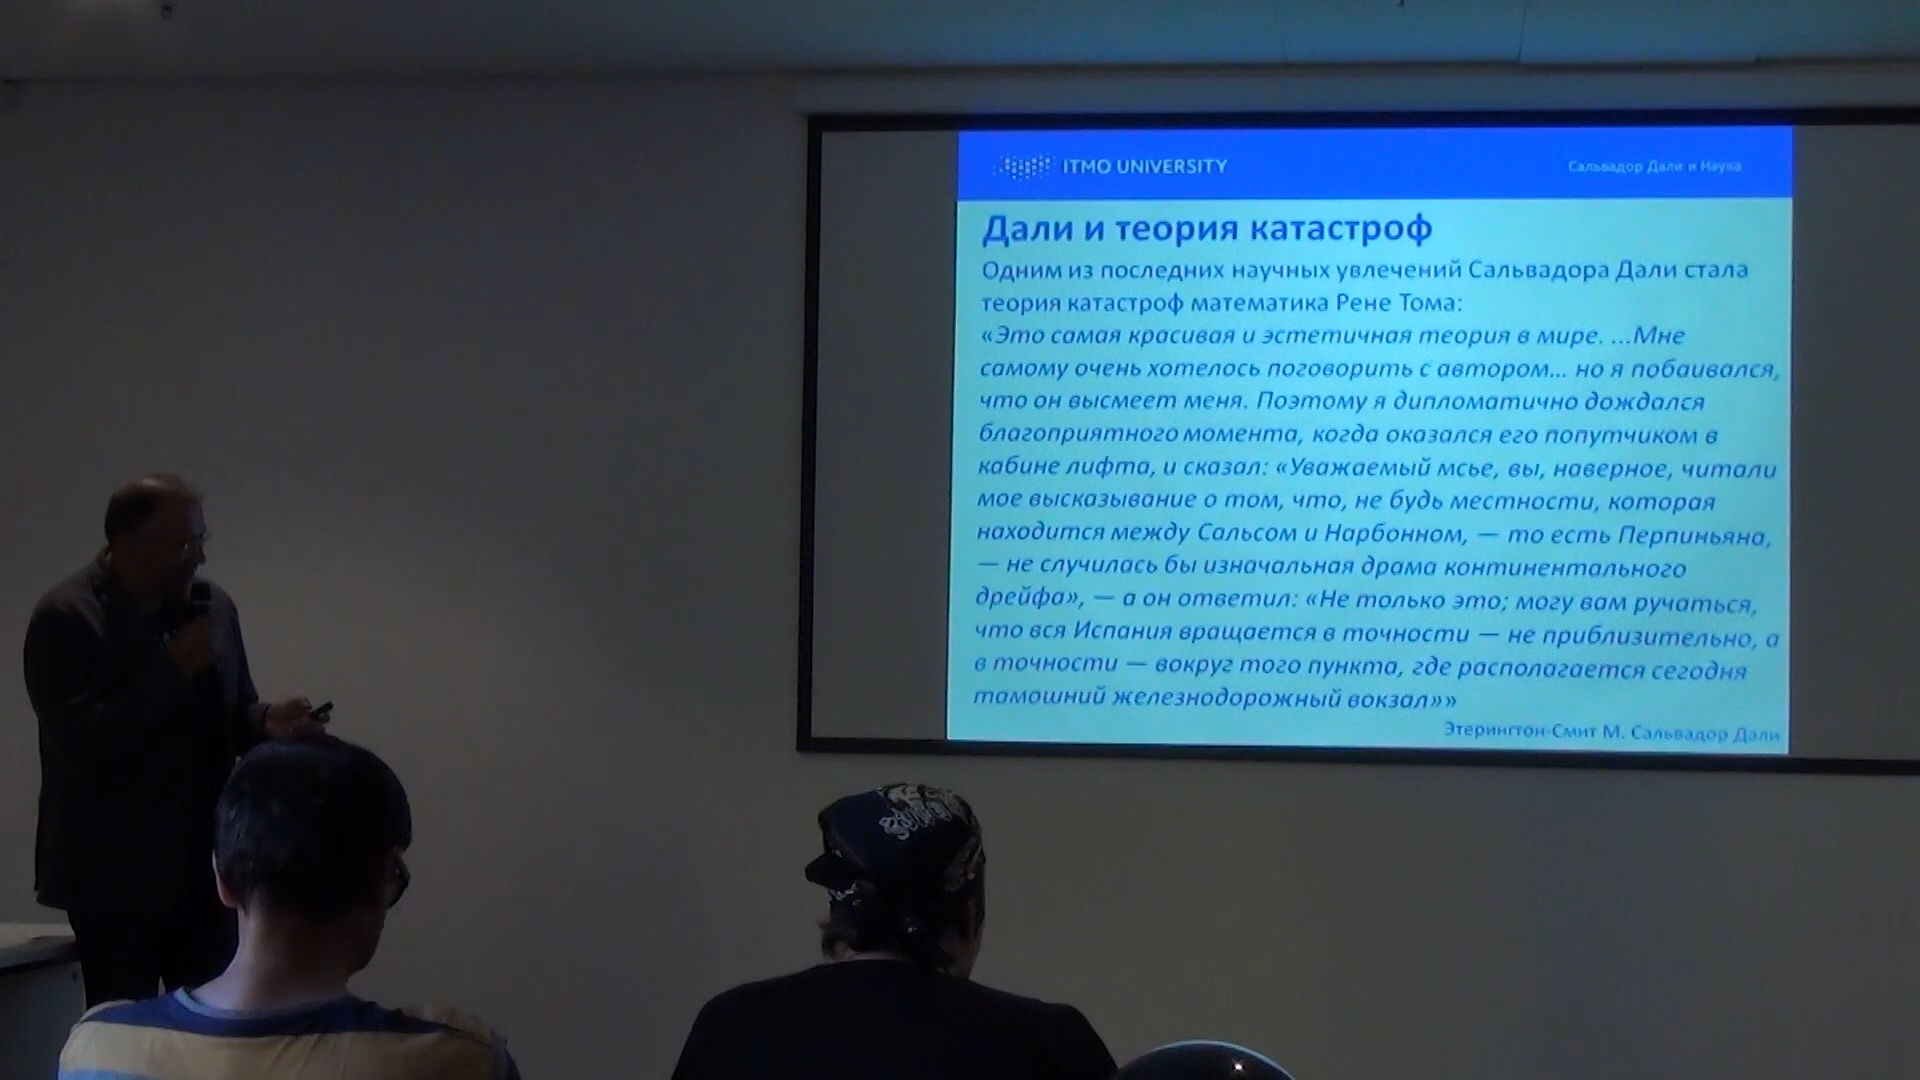 ITMO UNIVERSITY
Сальвадор Дали и Наука
Дали и теория катастроф
Одним из последних научных увлечений Сальвадора Дали стала
теория катастроф математика Рене Тома:
«Это самая красивая и эстетичная теория в мире. ...Мне
самому очень хотелось поговорить с автором... но я побаивался,
что он высмеет меня. Поэтому я дипломатично дождался
благоприятного момента, когда оказался его попутчиком в
кабине лифта, и сказал: «Уважаемый мсье, вы, наверное, читали
мое высказывание о том, что, не будь местности, которая
находится между Сальсом и Нарбонном, — то есть Перпиньяна,
— не случилась бы изначальная драма континентального
дрейфа», — а он ответил: «Не только это; могу вам ручаться,
что вся Испания вращается в точности — не приблизительно, а
в точности — вокруг того пункта, где располагается сегодня
тамошний железнодорожный вокзал»»
Этерингтон-Смит М. Сальвадор Дали